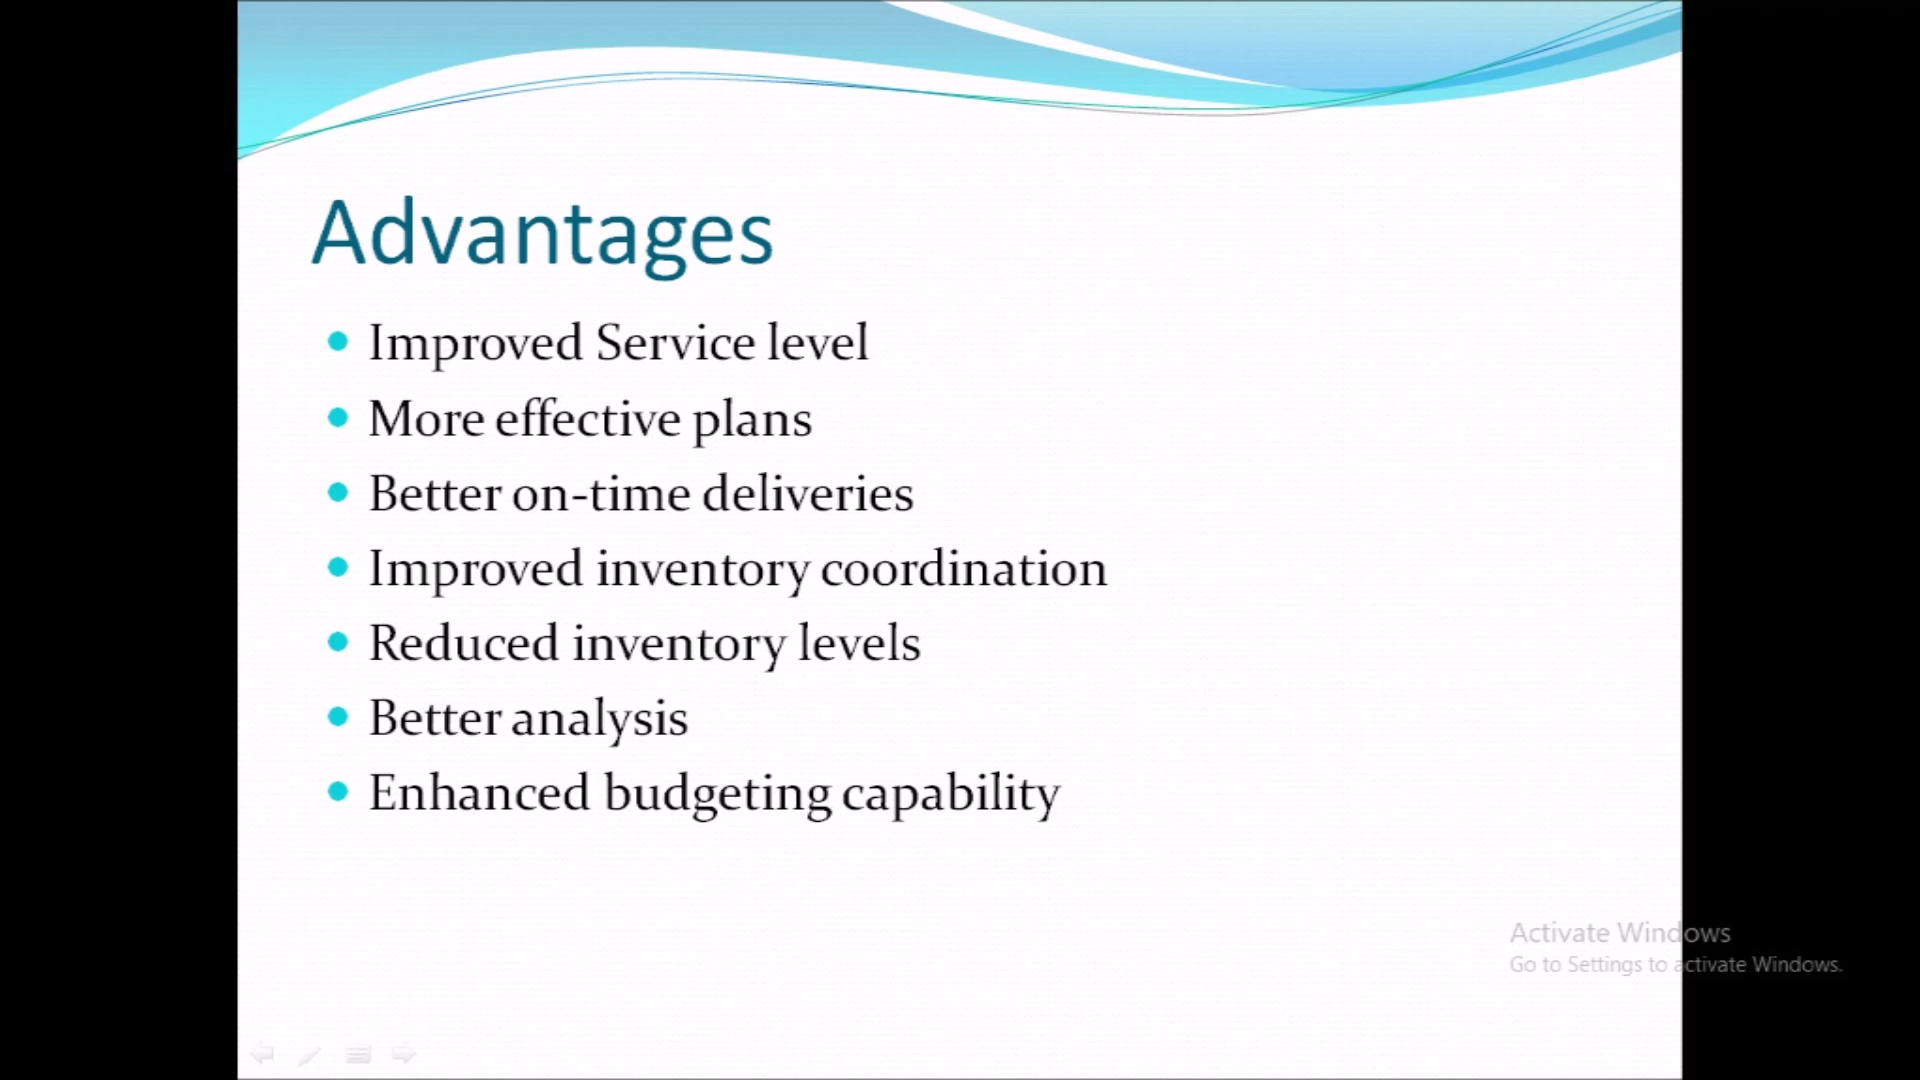 Advantages
Improved Service level
More effective plans
Better on-time deliveries
Improved inventory coordination
Reduced inventory levels
Better analysis
Enhanced budgeting capability
Activate Windows
Go to Settings to activate Windows.